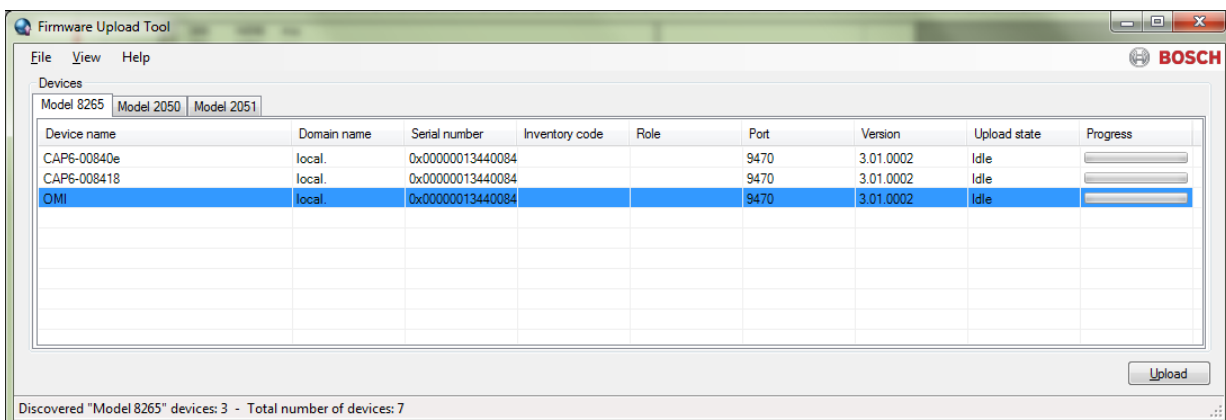 Firmware Upload Tool
File View Help
BOSCH
Devices
Model 8265 Model 2050 Model 2051
Device name Domain name Serial number Inventory code Role Port Version Upload state Progress
CAP6-00840e local. 0x00000013440084 9470 3.01.0002 Idle
CAP6-008418 local. 0x00000013440084 9470 3.01.0002 Idle
OMI local. 0x00000013440084 9470 3.01.0002 Idle
Upload
Discovered "Model 8265" devices: 3 - Total number of devices: 7